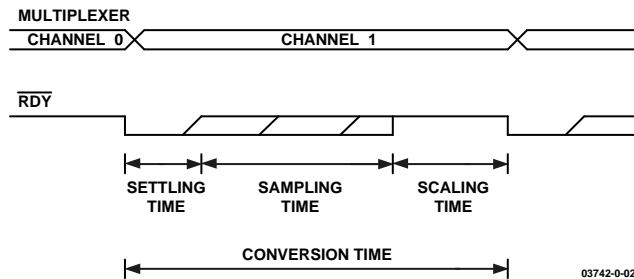 MULTIPLEXER
CHANNEL 0 CHANNEL 1
RDY
SETTLING TIME
SAMPLING TIME
SCALING TIME
CONVERSION TIME
03742-0-02